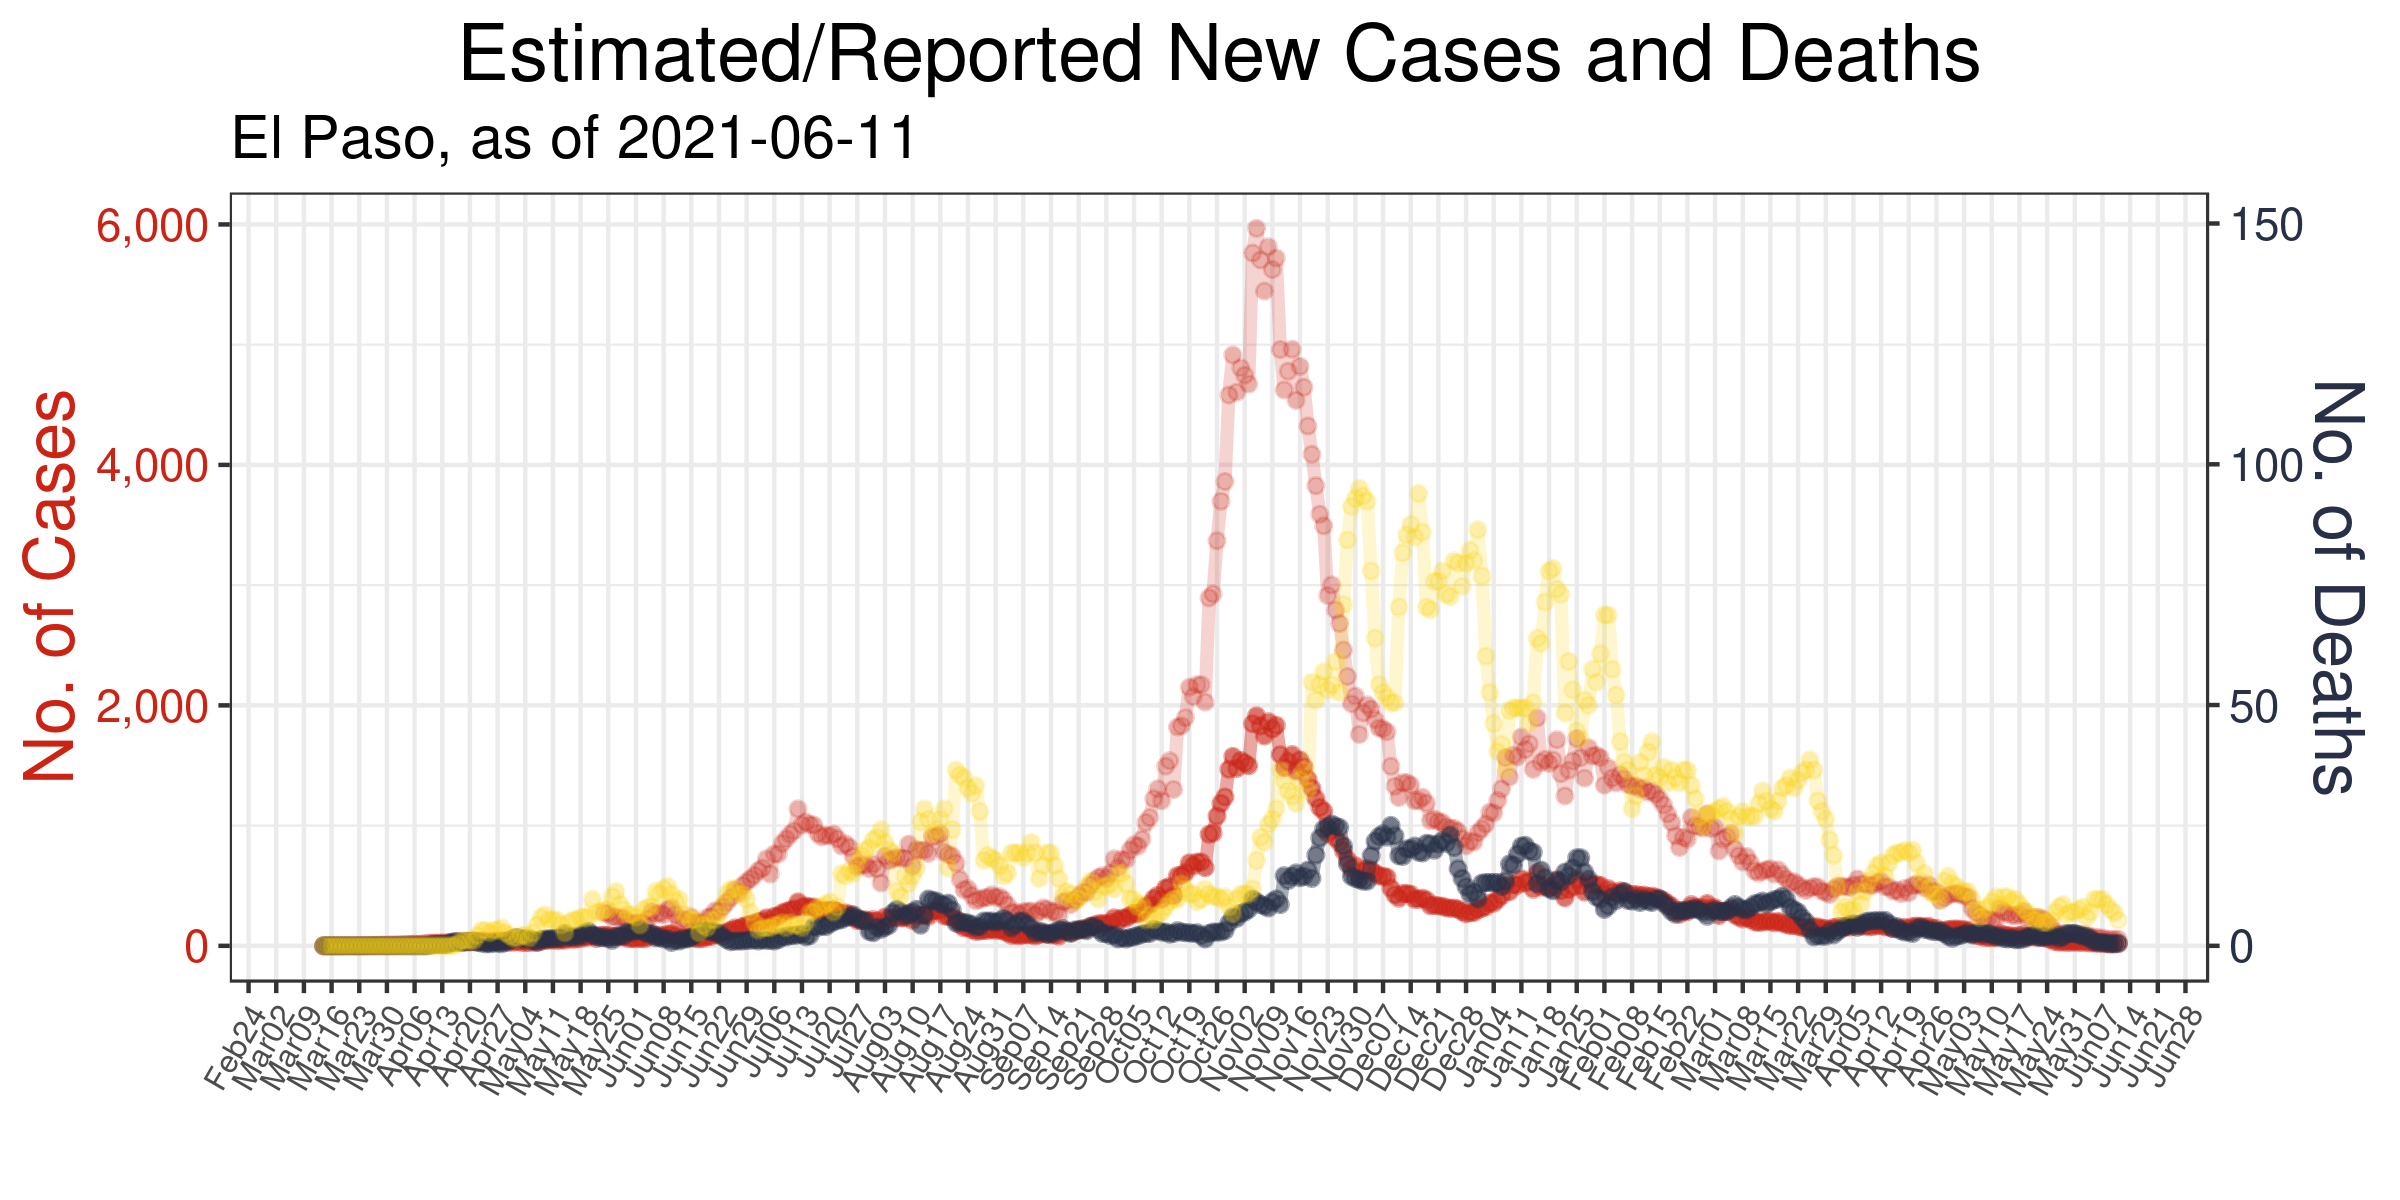 Estimated/Reported New Cases and Deaths
El Paso, as of 2021-06-11
No. of Cases
6,000
4,000
2,000
0
150
100
50
0
No. of Deaths
Feb24
Mar02
Mar09
Mar16
Mar23
Mar30
Apr06
Apr13
Apr20
Apr27
May04
May11
May18
May25
Jun01
Jun08
Jun15
Jun22
Jun29
Jul06
Jul13
Jul20
Jul27
Aug03
Aug10
Aug17
Aug24
Aug31
Sep07
Sep14
Sep21
Sep28
Oct05
Oct12
Oct19
Oct26
Nov02
Nov09
Nov16
Nov23
Nov30
Dec07
Dec14
Dec21
Dec28
Jan04
Jan11
Jan18
Jan25
Feb01
Feb08
Feb15
Feb22
Mar01
Mar08
Mar15
Mar22
Mar29
Apr05
Apr12
Apr19
Apr26
May03
May10
May17
May24
May31
Jun07
Jun14
Jun21
Jun28